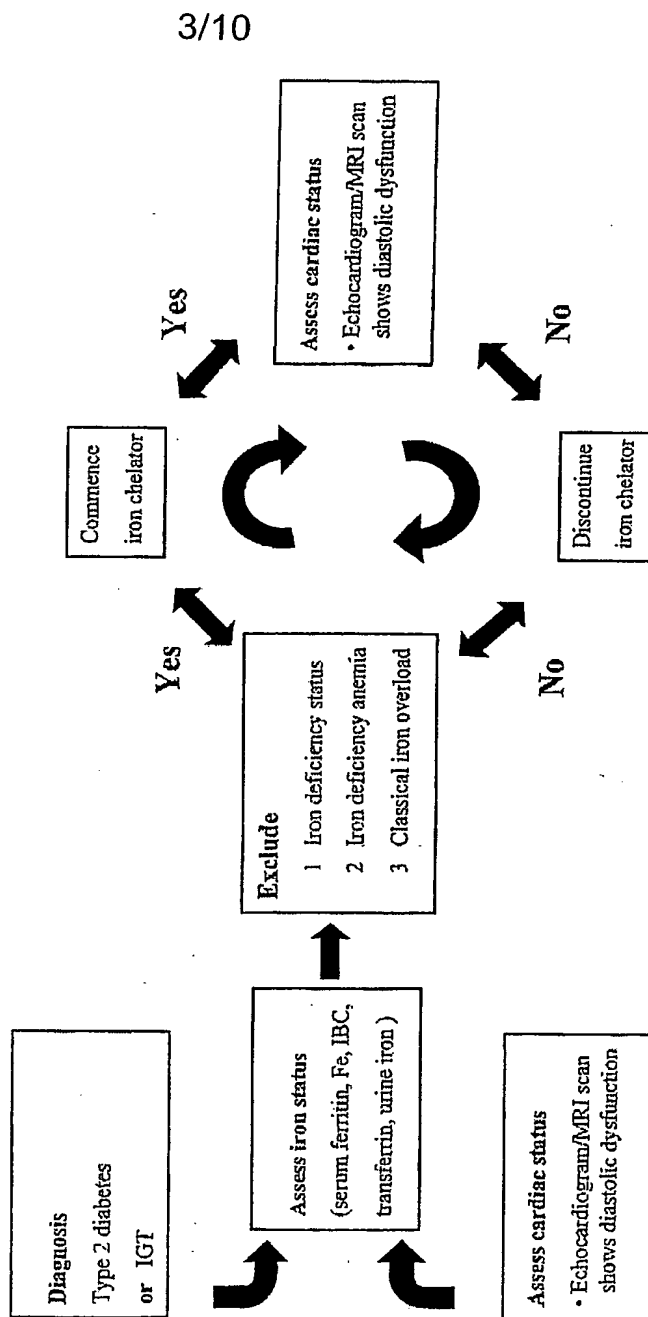 3/10
Diagnosis
Type 2 diabetes
or IGT
Assess iron status
(serum ferritin, Fe, IBC,
transferrin, urine iron )
Assess cardiac status
• Echocardiogram/MRI scan
shows diastolic dysfunction
Exclude
1 Iron deficiency status
2 Iron deficiency anemia
3 Classical iron overload
Yes
No
Commence
iron chelator
Discontinue
iron chelator
Yes
No
Assess cardiac status
• Echocardiogram/MRI scan
shows diastolic dysfunction